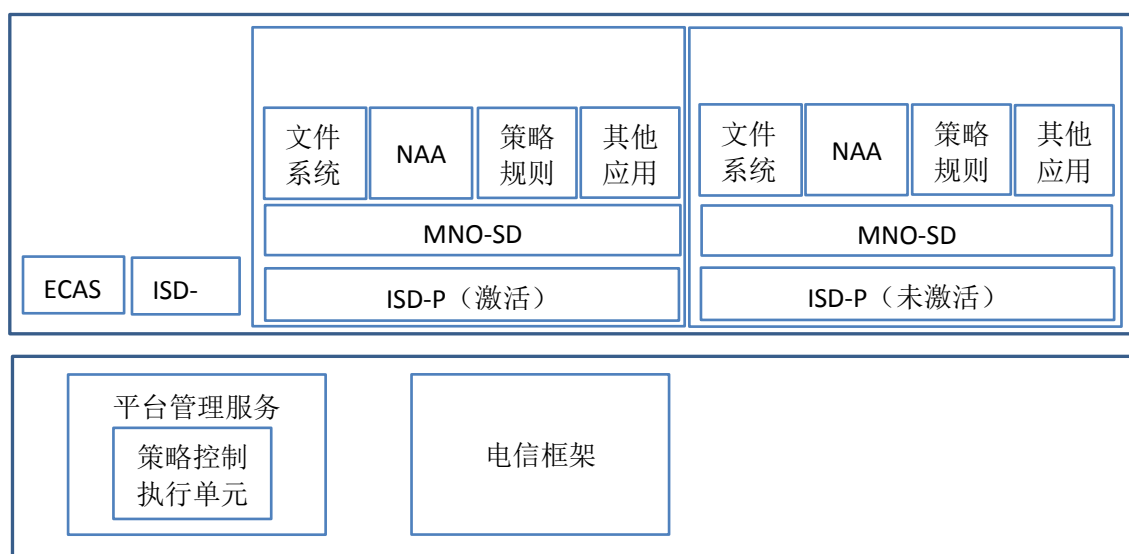 文件
系统
NAA
策略
规则
其他
应用
MNO-SD
ISD-P（激活）
文件
系统
NAA
策略
规则
其他
应用
MNO-SD
ISD-P（未激活）
ECAS
ISD-
平台管理服务
策略控制
执行单元
电信框架